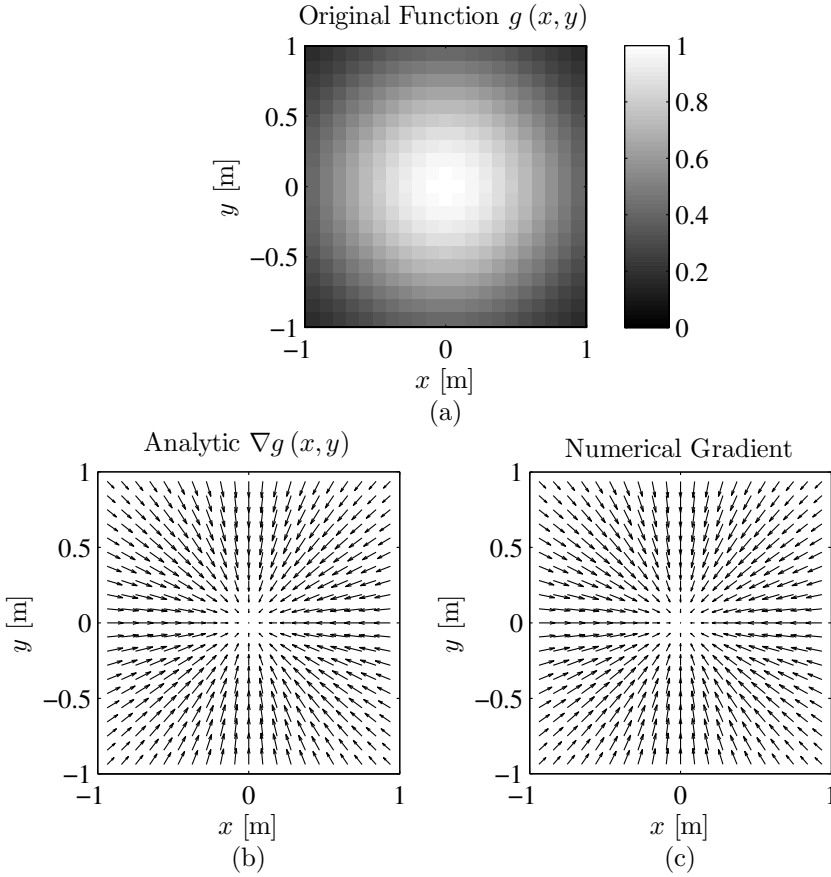 Original Function g (x, y)
1
0.5
0
−0.5
−1
y [m]
−1
0
1
x [m]
1
0.8
0.6
0.4
0.2
0
(a)
Analytic ∇g (x, y)
1
0.5
0
−0.5
−1
y [m]
−1
0
1
x [m]
(b)
Numerical Gradient
1
0.5
0
−0.5
−1
y [m]
−1
0
1
x [m]
(c)